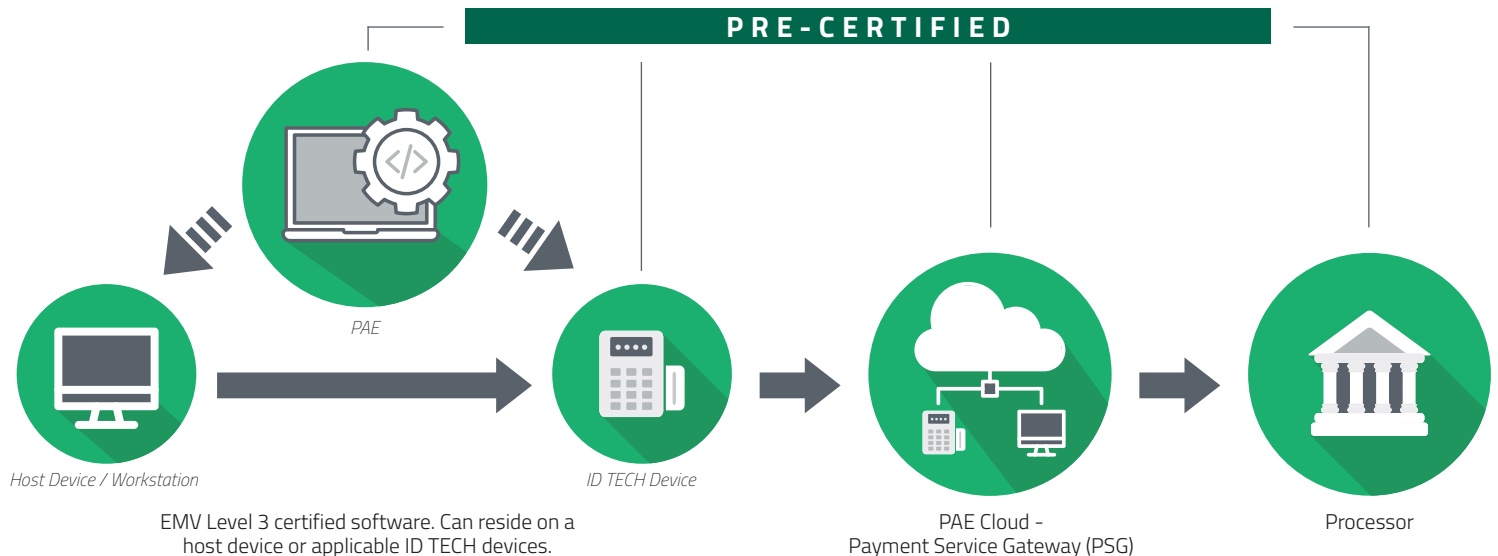 PRE-CERTIFIED
</>
PAE
Host Device / Workstation
ID TECH Device
EMV Level 3 certified software. Can reside on a
host device or applicable ID TECH devices.
PAE Cloud -
Payment Service Gateway (PSG)
Processor